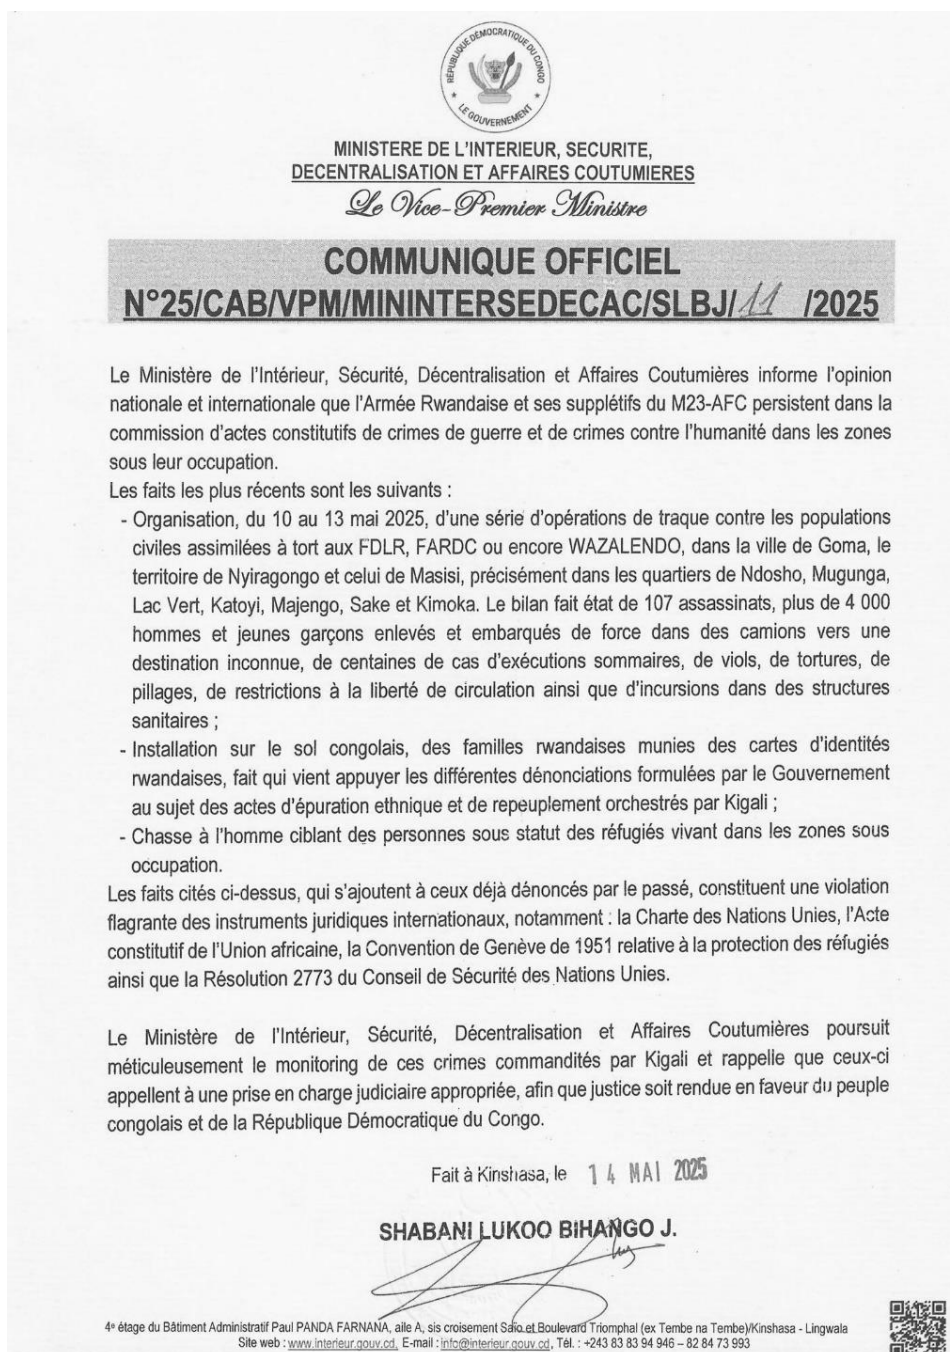 RÉPUBLIQUE DÉMOCRATIQUE DU CONGO
LE GOUVERNEMENT
MINISTERE DE L'INTERIEUR, SECURITE,
DECENTRALISATION ET AFFAIRES COUTUMIERES
Le Vice-Premier Ministre
COMMUNIQUE OFFICIEL
N°25/CAB/VPM/MININTERSEDECAC/SLBJ/11 /2025
Le Ministère de l'Intérieur, Sécurité, Décentralisation et Affaires Coutumières informe l'opinion
nationale et internationale que l'Armée Rwandaise et ses supplétifs du M23-AFC persistent dans la
commission d'actes constitutifs de crimes de guerre et de crimes contre l'humanité dans les zones
sous leur occupation.
Les faits les plus récents sont les suivants :
- Organisation, du 10 au 13 mai 2025, d'une série d'opérations de traque contre les populations
civiles assimilées à tort aux FDLR, FARDC ou encore WAZALENDO, dans la ville de Goma, le
territoire de Nyiragongo et celui de Masisi, précisément dans les quartiers de Ndosho, Mugunga,
Lac Vert, Katoyi, Majengo, Sake et Kimoka. Le bilan fait état de 107 assassinats, plus de 4 000
hommes et jeunes garçons enlevés et embarqués de force dans des camions vers une
destination inconnue, de centaines de cas d'exécutions sommaires, de viols, de tortures, de
pillages, de restrictions à la liberté de circulation ainsi que d'incursions dans des structures
sanitaires ;
- Installation sur le sol congolais, des familles rwandaises munies des cartes d'identités
rwandaises, fait qui vient appuyer les différentes dénonciations formulées par le Gouvernement
au sujet des actes d'épuration ethnique et de repeuplement orchestrés par Kigali ;
- Chasse à l'homme ciblant des personnes sous statut des réfugiés vivant dans les zones sous
occupation.
Les faits cités ci-dessus, qui s'ajoutent à ceux déjà dénoncés par le passé, constituent une violation
flagrante des instruments juridiques internationaux, notamment : la Charte des Nations Unies, l'Acte
constitutif de l'Union africaine, la Convention de Genève de 1951 relative à la protection des réfugiés
ainsi que la Résolution 2773 du Conseil de Sécurité des Nations Unies.
Le Ministère de l'Intérieur, Sécurité, Décentralisation et Affaires Coutumières poursuit
méticuleusement le monitoring de ces crimes commandités par Kigali et rappelle que ceux-ci
appellent à une prise en charge judiciaire appropriée, afin que justice soit rendue en faveur du peuple
congolais et de la République Démocratique du Congo.
Fait à Kinshasa, le 14 MAI 2025
SHABANI LUKOO BIHANGO J.
4e étage du Bâtiment Administratif Paul PANDA FARNANA, aile A, sis croisement Saio et Boulevard Triomphal (ex Tembe na Tembe)/Kinshasa - Lingwala
Site web : www.interieur.gouv.cd, E-mail : info@interieur.gouv.cd, Tél. : +243 83 83 94 946 – 82 84 73 993